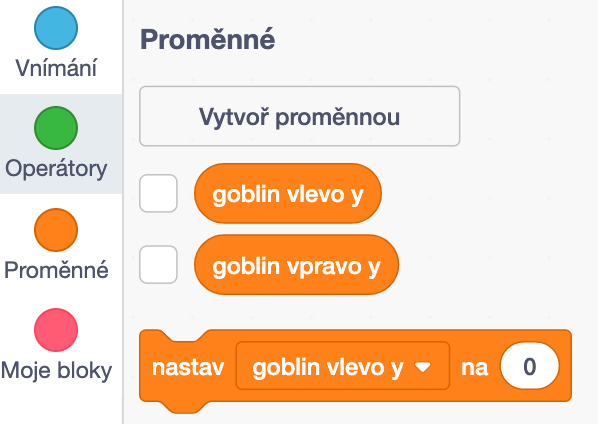 Vnímání
Operátory
Proměnné
Moje bloky
Proměnné
Vytvoř proměnnou
goblin vlevo y
goblin vpravo y
nastav goblin vlevo y na 0